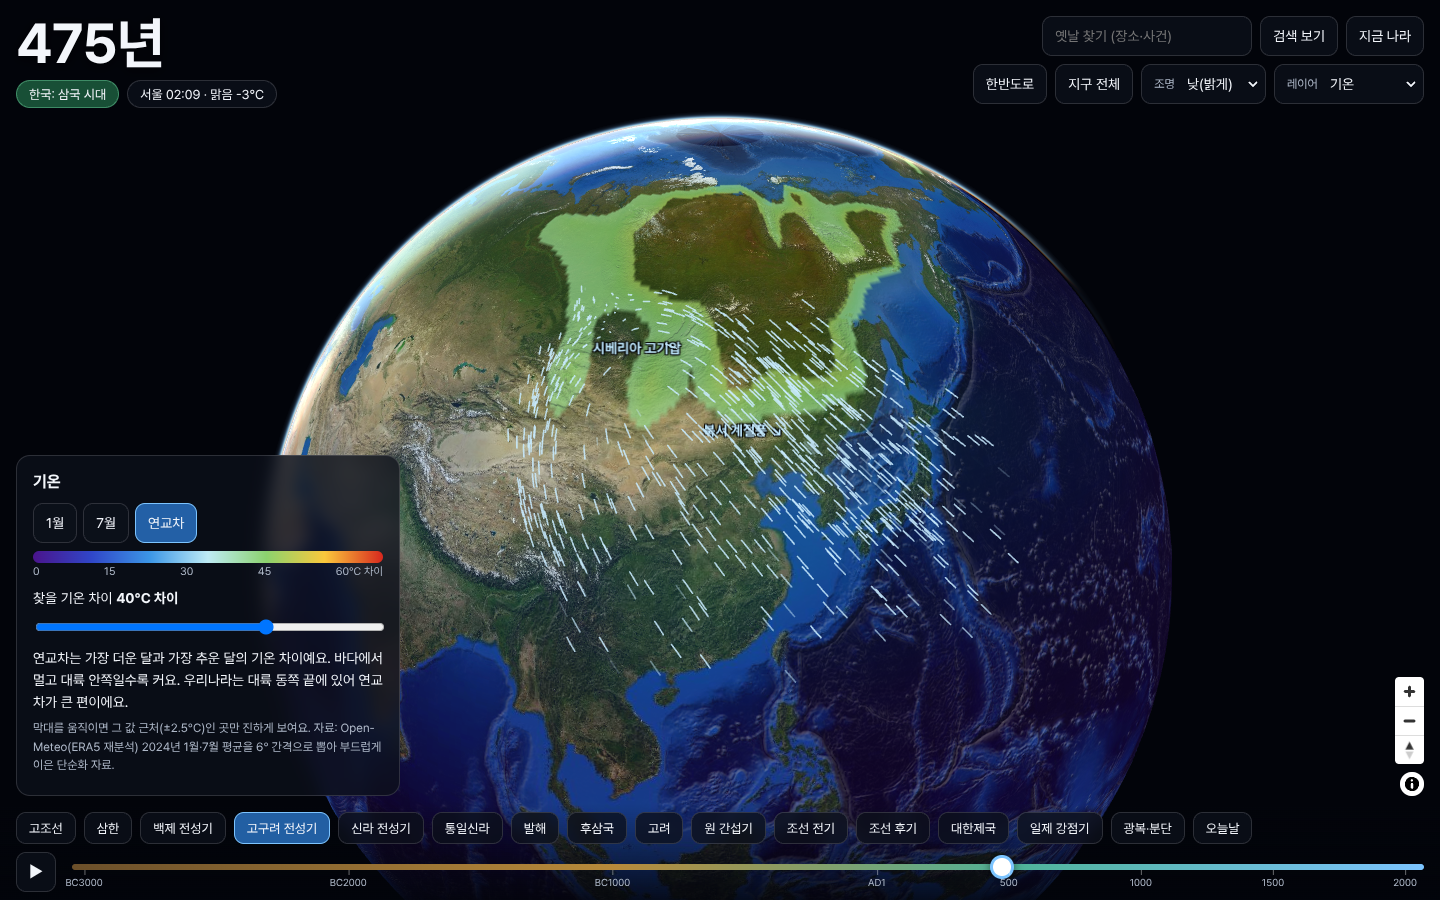 475년
한국: 삼국 시대
서울 02:09 · 맑음 -3°C
옛날 찾기 (장소·사건)
검색 보기
지금 나라
한반도로
지구 전체
조명 낮(밝게)
레이어 기온
시베리아 고기압
북서 계절풍 ↘
기온
1월
7월
연교차
0 15 30 45 60°C 차이
찾을 기온 차이 40°C 차이
연교차는 가장 더운 달과 가장 추운 달의 기온 차이예요. 바다에서
멀고 대륙 안쪽일수록 커요. 우리나라는 대륙 동쪽 끝에 있어 연교
차가 큰 편이에요.
막대를 움직이면 그 값 근처(±2.5°C)인 곳만 진하게 보여요. 자료: Open-
Meteo(ERA5 재분석) 2024년 1월·7월 평균을 6° 간격으로 뽑아 부드럽게
이은 단순화 자료.
고조선
삼한
백제 전성기
고구려 전성기
신라 전성기
통일신라
발해
후삼국
고려
원 간섭기
조선 전기
조선 후기
대한제국
일제 강점기
광복·분단
오늘날
BC3000 BC2000 BC1000 AD1 500 1000 1500 2000